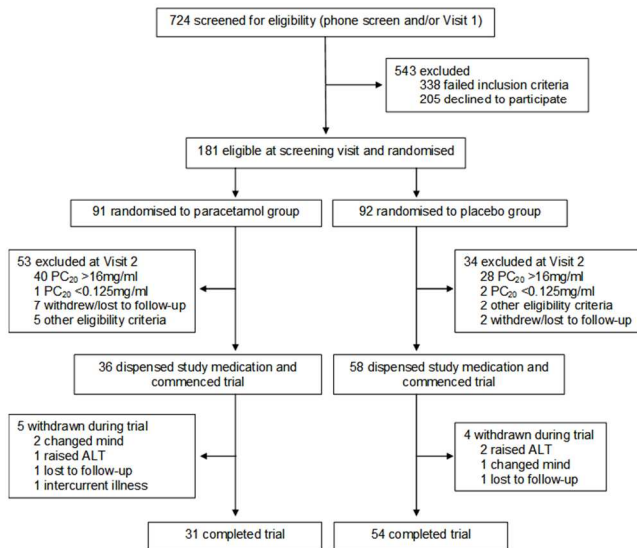 724 screened for eligibility (phone screen and/or Visit 1)
543 excluded
338 failed inclusion criteria
205 declined to participate
181 eligible at screening visit and randomised
91 randomised to paracetamol group
92 randomised to placebo group
53 excluded at Visit 2
40 PC20 >16mg/ml
1 PC20 <0.125mg/ml
7 withdrew/lost to follow-up
5 other eligibility criteria
34 excluded at Visit 2
28 PC20 >16mg/ml
2 PC20 <0.125mg/ml
2 other eligibility criteria
2 withdrew/lost to follow-up
36 dispensed study medication and
commenced trial
58 dispensed study medication and
commenced trial
5 withdrawn during trial
2 changed mind
1 raised ALT
1 lost to follow-up
1 intercurrent illness
4 withdrawn during trial
2 raised ALT
1 changed mind
1 lost to follow-up
31 completed trial
54 completed trial